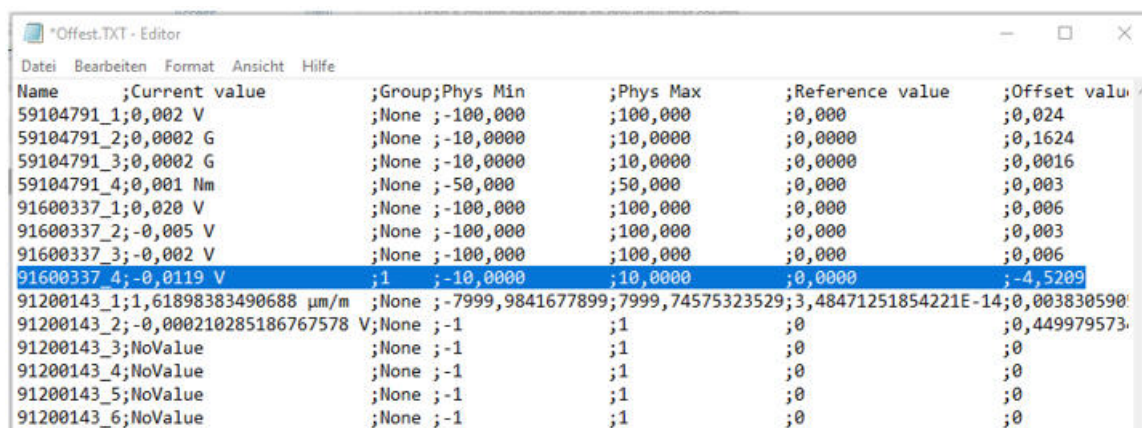 *Offest.TXT - Editor
Datei Bearbeiten Format Ansicht Hilfe
Name ;Current value ;Group;Phys Min ;Phys Max ;Reference value ;Offset valu
59104791_1;0,002 V ;None ;-100,000 ;100,000 ;0,000 ;0,024
59104791_2;0,0002 G ;None ;-10,0000 ;10,0000 ;0,0000 ;0,1624
59104791_3;0,0002 G ;None ;-10,0000 ;10,0000 ;0,0000 ;0,0016
59104791_4;0,001 Nm ;None ;-50,000 ;50,000 ;0,000 ;0,003
91600337_1;0,020 V ;None ;-100,000 ;100,000 ;0,000 ;0,006
91600337_2;-0,005 V ;None ;-100,000 ;100,000 ;0,000 ;0,003
91600337_3;-0,002 V ;None ;-100,000 ;100,000 ;0,000 ;0,006
91600337_4;-0,0119 V ;1 ;-10,0000 ;10,0000 ;0,0000 ;-4,5209
91200143_1;1,61898383490688 µm/m ;None ;-7999,9841677899;7999,74575323529;3,48471251854221E-14;0,0038305905
91200143_2;-0,000210285186767578 V;None ;-1 ;1 ;0 ;0,449979573
91200143_3;NoValue ;None ;-1 ;1 ;0 ;0
91200143_4;NoValue ;None ;-1 ;1 ;0 ;0
91200143_5;NoValue ;None ;-1 ;1 ;0 ;0
91200143_6;NoValue ;None ;-1 ;1 ;0 ;0